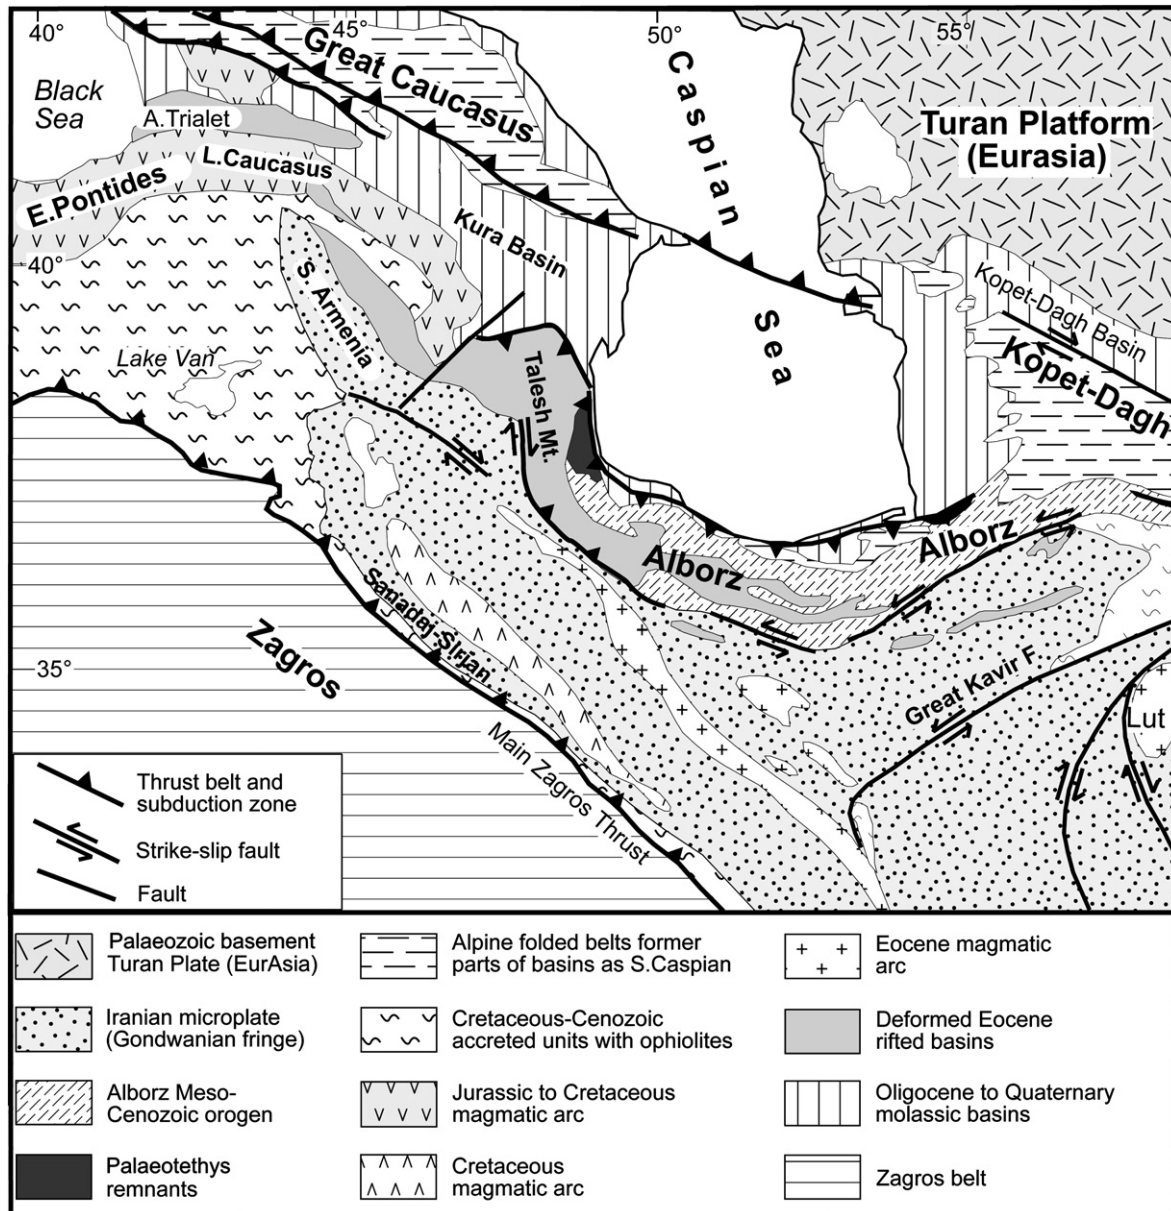 40°
45°
50°
55°
Great Caucasus
Caspian
Sea
Black
Sea
A.Trialet
Turan Platform
(Eurasia)
L.Caucasus
E.Pontides
Kura Basin
40°
S. Armenia
Kopet-Dagh Basin
Kopet-Dagh
Lake Van
Talesh Mt
Alborz
Alborz
Sanadaj-Sirjan
Zagros
35°
Great Kavir F
Lut
Main Zagros Thrust
Thrust belt and
subduction zone
Strike-slip fault
Fault
Palaeozoic basement
Turan Plate (EurAsia)
Alpine folded belts former
parts of basins as S.Caspian
Eocene magmatic
arc
Iranian microplate
(Gondwanian fringe)
Cretaceous-Cenozoic
accreted units with ophiolites
Deformed Eocene
rifted basins
Alborz Meso-
Cenozoic orogen
Jurassic to Cretaceous
magmatic arc
Oligocene to Quaternary
molassic basins
Palaeotethys
remnants
Cretaceous
magmatic arc
Zagros belt